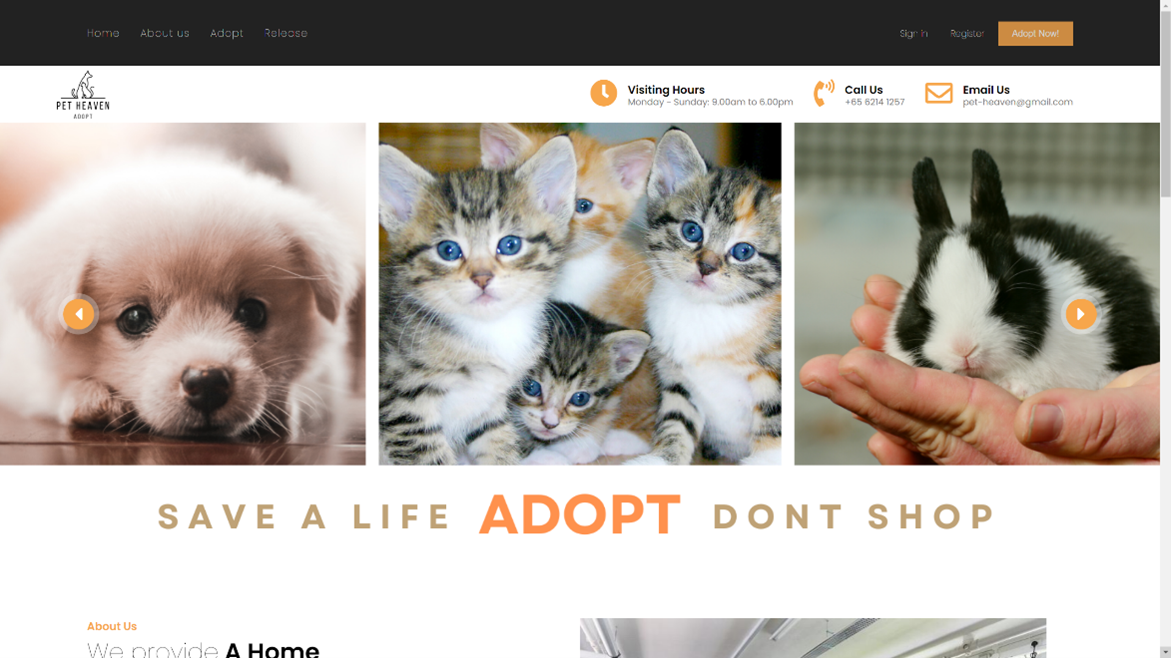 Home About us Adopt Release Sign In Register Adopt Now!
PET HEAVEN
ADOPT
Visiting Hours
Monday - Sunday: 9.00am to 6.00pm
Call Us
+65 6214 1257
Email Us
pet-heaven@gmail.com
SAVE A LIFE ADOPT DONT SHOP
About Us
We provide A Home